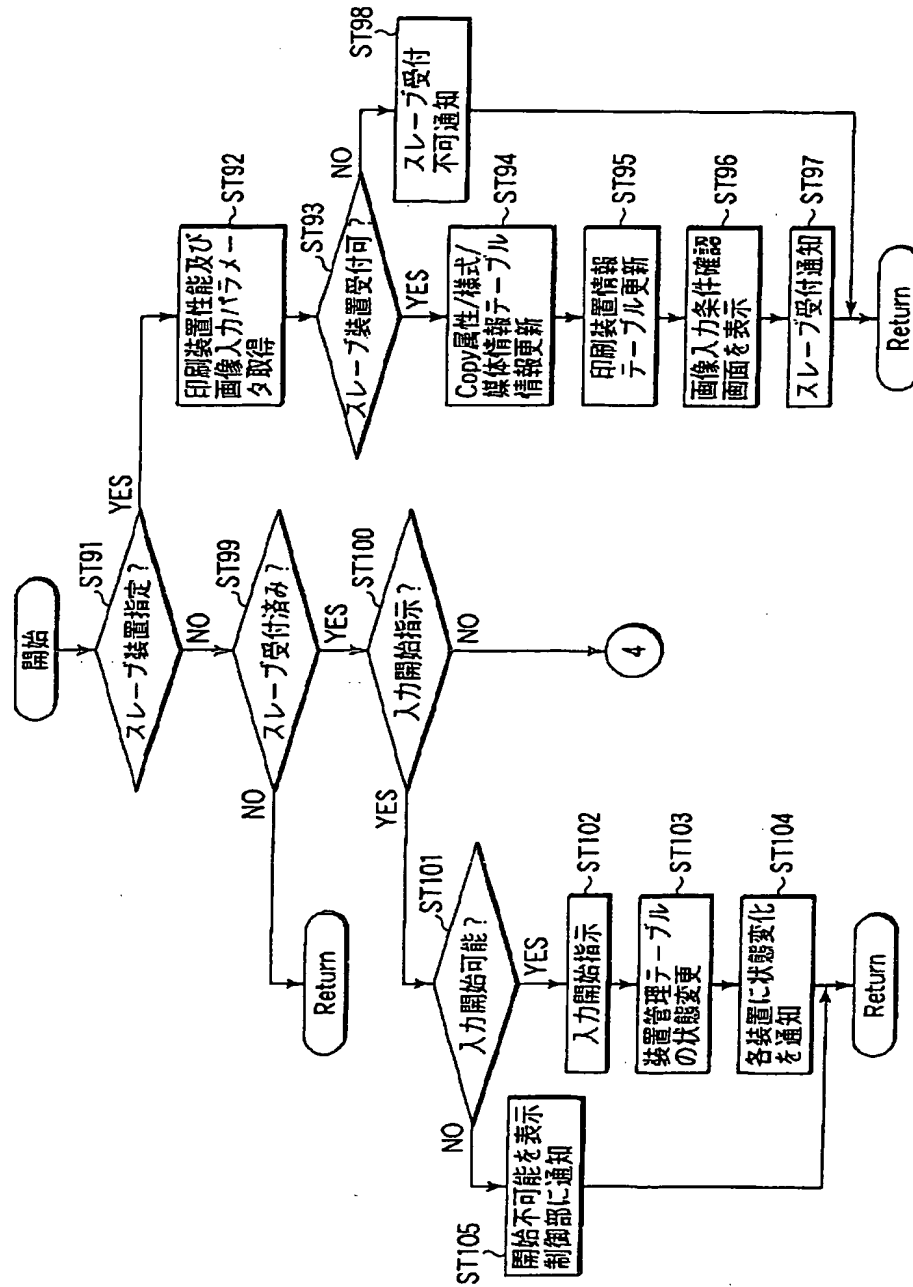 開始
ST91
スレーブ装置指定?
YES
NO
印刷装置性能及び
画像入力パラメー
タ取得
ST92
ST93
スレーブ装置受付可?
NO
YES
スレーブ受付
不可通知
ST98
Copy属性/様式/
媒体情報テーブル
情報更新
ST94
印刷装置情報
テーブル更新
ST95
画像入力条件確認
画面を表示
ST96
スレーブ受付通知
ST97
Return
ST99
スレーブ受付済み?
NO
YES
Return
ST100
入力開始指示?
YES
NO
4
ST101
入力開始可能?
NO
YES
入力開始指示
ST102
装置管理テーブル
の状態変更
ST103
各装置に状態変化
を通知
ST104
開始不可能を表示
制御部に通知
ST105
Return